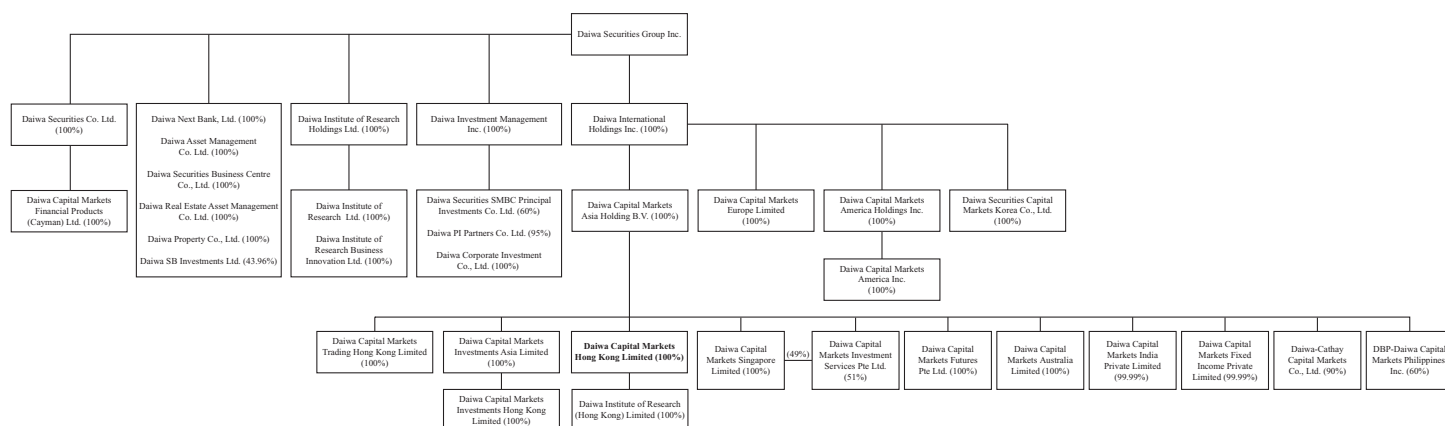 Daiwa Securities Group Inc.
Daiwa Securities Co. Ltd.
(100%)
Daiwa Next Bank, Ltd. (100%)
Daiwa Asset Management
Co. Ltd. (100%)
Daiwa Securities Business Centre
Co., Ltd. (100%)
Daiwa Real Estate Asset Management
Co. Ltd. (100%)
Daiwa Property Co., Ltd. (100%)
Daiwa SB Investments Ltd. (43.96%)
Daiwa Institute of Research
Holdings Ltd. (100%)
Daiwa Investment Management
Inc. (100%)
Daiwa International
Holdings Inc. (100%)
Daiwa Capital Markets
Financial Products
(Cayman) Ltd. (100%)
Daiwa Institute of
Research Ltd. (100%)
Daiwa Institute of
Research Business
Innovation Ltd. (100%)
Daiwa Securities SMBC Principal
Investments Co. Ltd. (60%)
Daiwa PI Partners Co. Ltd. (95%)
Daiwa Corporate Investment
Co., Ltd. (100%)
Daiwa Capital Markets
Asia Holding B.V. (100%)
Daiwa Capital Markets
Europe Limited
(100%)
Daiwa Capital Markets
America Holdings Inc.
(100%)
Daiwa Securities Capital
Markets Korea Co., Ltd.
(100%)
Daiwa Capital Markets
America Inc.
(100%)
Daiwa Capital Markets
Trading Hong Kong Limited
(100%)
Daiwa Capital Markets
Investments Asia Limited
(100%)
Daiwa Capital Markets
Hong Kong Limited (100%)
Daiwa Capital
Markets Singapore
Limited (100%)
(49%)
Daiwa Capital
Markets Investment
Services Pte Ltd.
(51%)
Daiwa Capital
Markets Futures
Pte Ltd. (100%)
Daiwa Capital
Markets Australia
Limited (100%)
Daiwa Capital
Markets India
Private Limited
(99.99%)
Daiwa Capital
Markets Fixed
Income Private
Limited (99.99%)
Daiwa-Cathay
Capital Markets
Co., Ltd. (90%)
DBP-Daiwa Capital
Markets Philippines,
Inc. (60%)
Daiwa Capital Markets
Investments Hong Kong
Limited (100%)
Daiwa Institute of Research
(Hong Kong) Limited (100%)